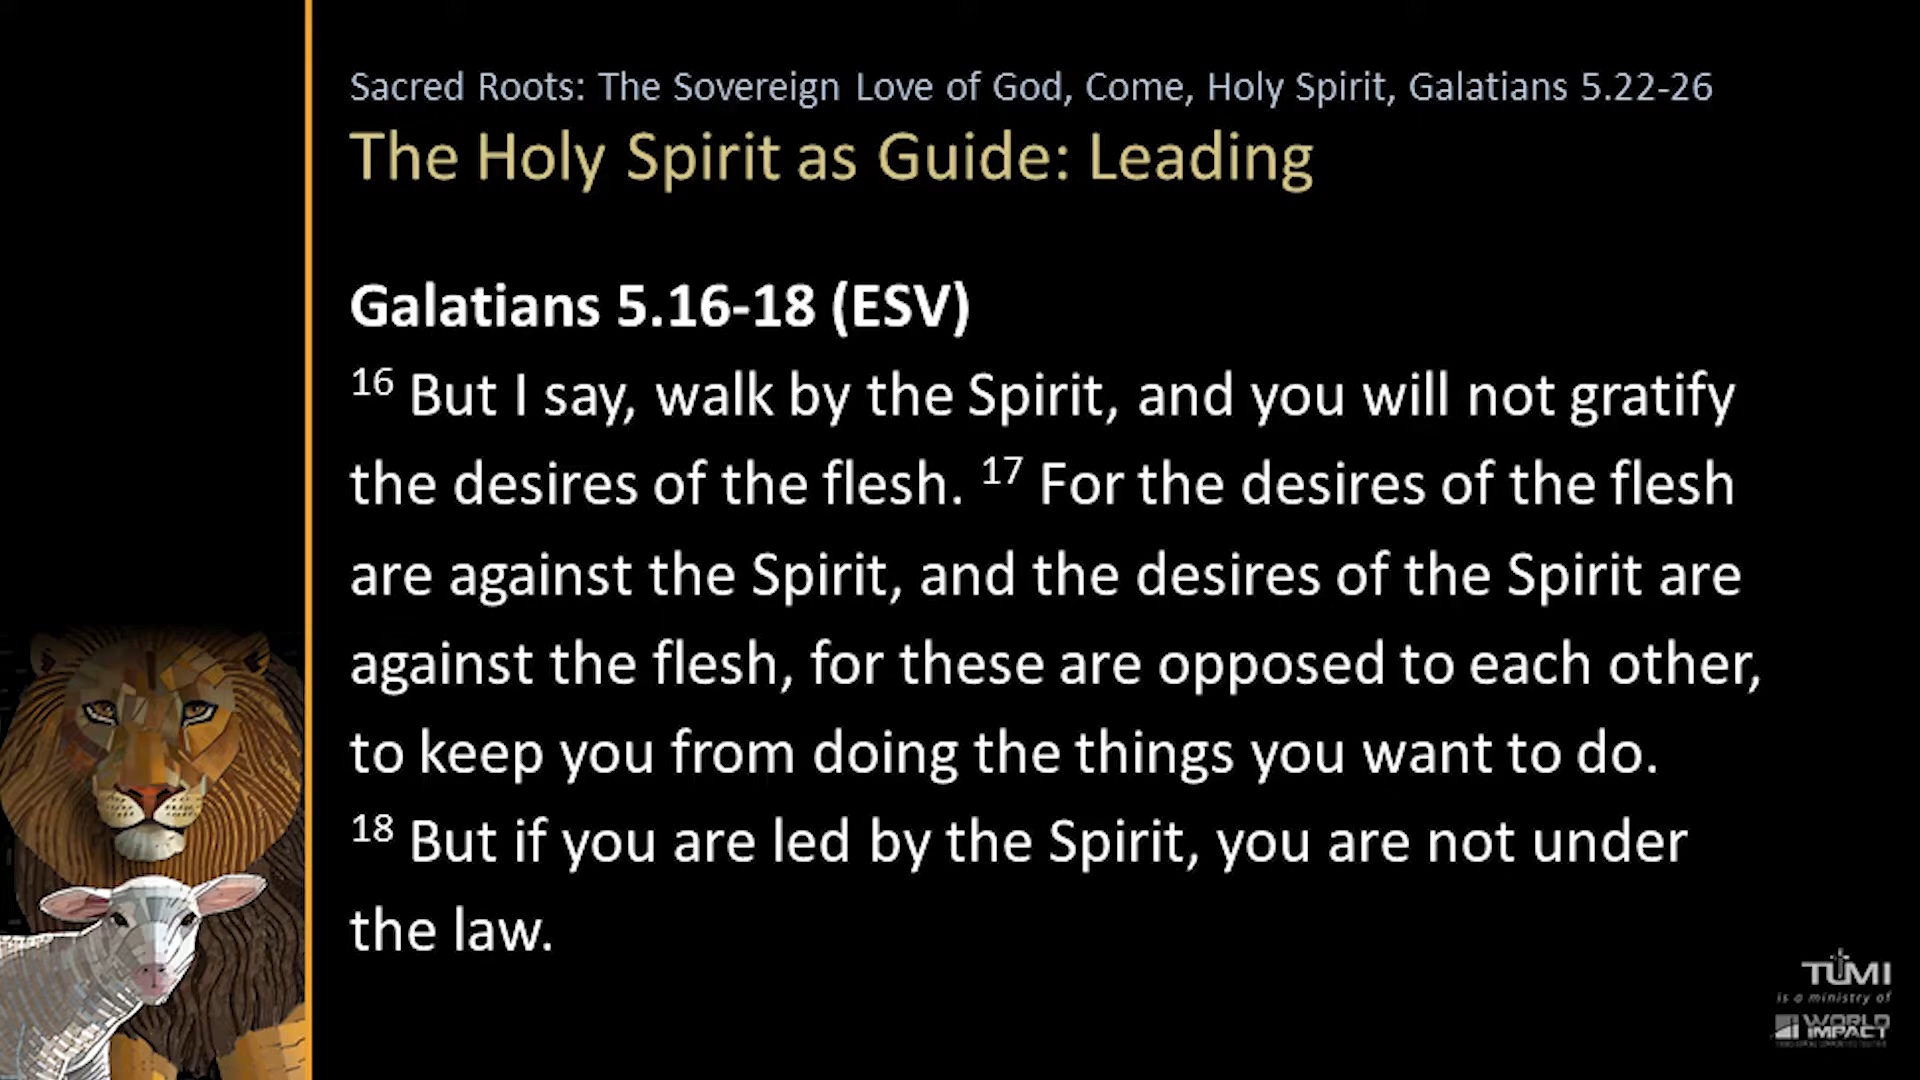 Sacred Roots: The Sovereign Love of God, Come, Holy Spirit, Galatians 5.22-26
The Holy Spirit as Guide: Leading
Galatians 5.16-18 (ESV)
16 But I say, walk by the Spirit, and you will not gratify
the desires of the flesh. 17 For the desires of the flesh
are against the Spirit, and the desires of the Spirit are
against the flesh, for these are opposed to each other,
to keep you from doing the things you want to do.
18 But if you are led by the Spirit, you are not under
the law.
TUMI
is a ministry of
WORLD
IMPACT